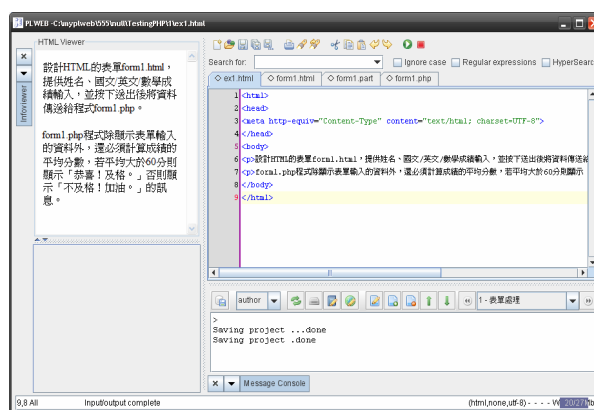 PLWEB -C:\myplweb\555\null\TestingPHP\1\ex1.html
HTML Viewer
Infoviewer
設計HTML的表單form1.html，
提供姓名、國文/英文/數學成
績輸入，並按下送出後將資料
傳送給程式form1.php。
form1.php程式除顯示表單輸入
的資料外，還必須計算成績的
平均分數，若平均大於60分則
顯示「恭喜！及格。」否則顯
示「不及格！加油。」的訊
息。
Search for:
Ignore case
Regular expressions
HyperSearc
ex1.html
form1.html
form1.part
form1.php
1 <html>
2 <head>
3 <meta http-equiv="Content-Type" content="text/html; charset=UTF-8">
4 </head>
5 <body>
6 <p>設計HTML的表單form1.html，提供姓名、國文/英文/數學成績輸入，並按下送出後將資料傳送給
7 <p>form1.php程式除顯示表單輸入的資料外，還必須計算成績的平均分數，若平均大於60分則顯示
8 </body>
9 </html>
author
1 - 表單處理
>
Saving project ...done
Saving project .done
Message Console
9,8 All
Input/output complete
(html,none,utf-8) - - - - W
20/27Mb